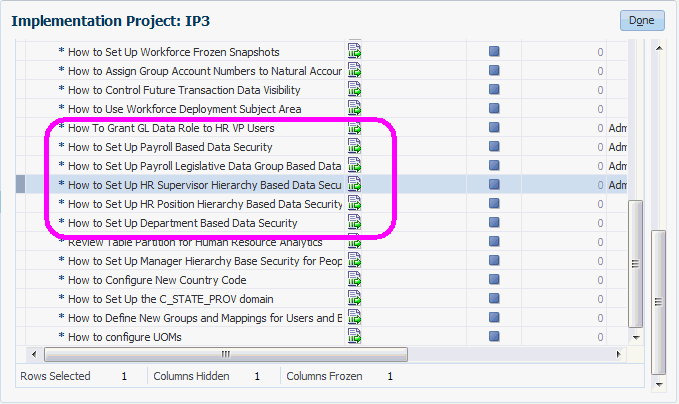 Implementation Project: IP3
Done
* How to Set Up Workforce Frozen Snapshots 0
* How to Assign Group Account Numbers to Natural Accour 0
* How to Control Future Transaction Data Visibility 0
* How to Use Workforce Deployment Subject Area 0
* How To Grant GL Data Role to HR VP Users 0 Adm
* How to Set Up Payroll Based Data Security 0
* How to Set Up Payroll Legislative Data Group Based Data 0 Adm
* How to Set Up HR Supervisor Hierarchy Based Data Secu 0 Adm
* How to Set Up HR Position Hierarchy Based Data Security 0
* How to Set Up Department Based Data Security 0
* Review Table Partition for Human Resource Analytics 0
* How to Set Up Manager Hierarchy Base Security for Peop 0
* How to Configure New Country Code 0
* How to Set Up the C_STATE_PROV domain 0
* How to Define New Groups and Mappings for Users and E 0
* How to configure UOMs 0
Rows Selected 1 Columns Hidden 1 Columns Frozen 1